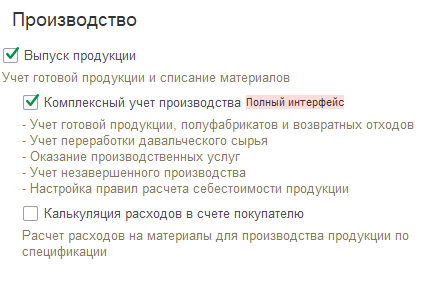 Производство
Выпуск продукции
Учет готовой продукции и списание материалов
Комплексный учет производства Полный интерфейс
- Учет готовой продукции, полуфабрикатов и возвратных отходов
- Учет переработки давальческого сырья
- Оказание производственных услуг
- Учет незавершенного производства
- Настройка правил расчета себестоимости продукции
Калькуляция расходов в счете покупателю
Расчет расходов на материалы для производства продукции по
спецификации